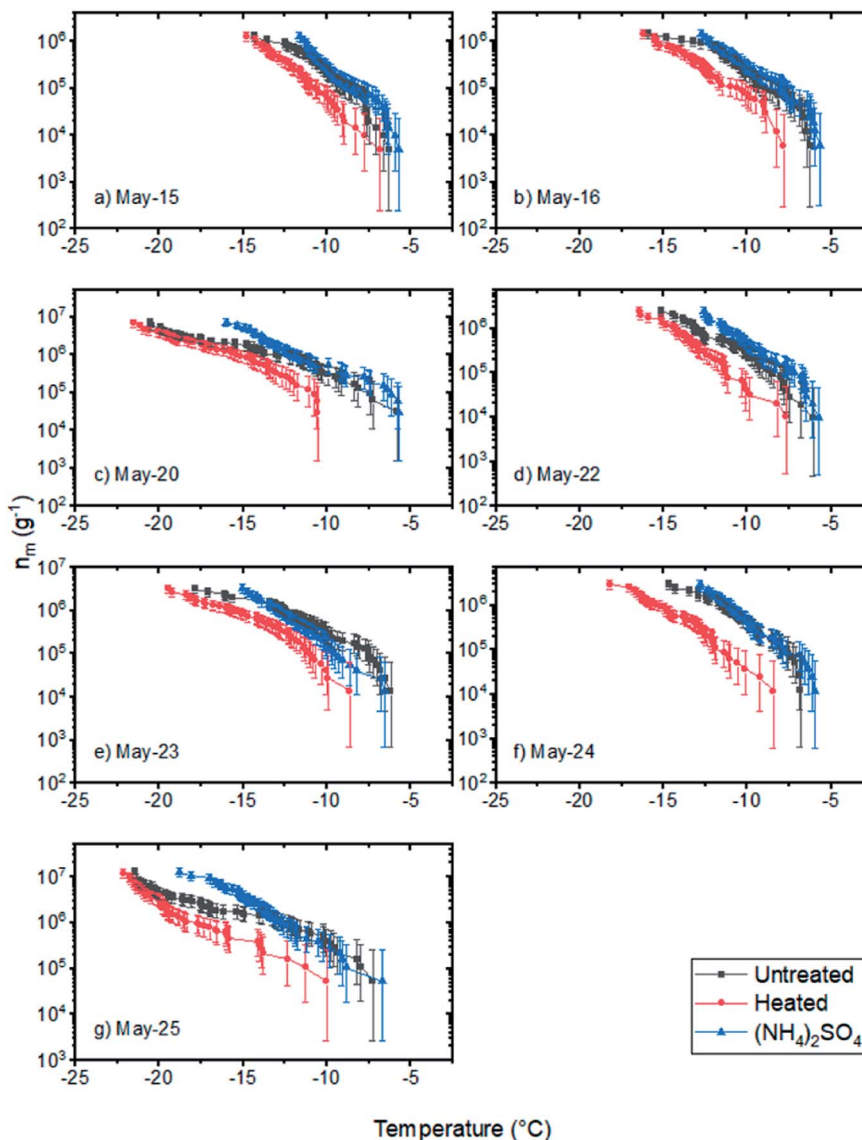 10⁶
10⁵
10⁴
10³
10²
a) May-15
-25 -20 -15 -10 -5
10⁶
10⁵
10⁴
10³
10²
b) May-16
-25 -20 -15 -10 -5
10⁷
10⁶
10⁵
10⁴
10³
10²
c) May-20
-25 -20 -15 -10 -5
10⁶
10⁵
10⁴
10³
10²
d) May-22
-25 -20 -15 -10 -5
nₘ (g⁻¹)
10⁷
10⁶
10⁵
10⁴
10³
10²
e) May-23
-25 -20 -15 -10 -5
10⁶
10⁵
10⁴
10³
10²
f) May-24
-25 -20 -15 -10 -5
10⁷
10⁶
10⁵
10⁴
10³
g) May-25
-25 -20 -15 -10 -5
Untreated
Heated
(NH₄)₂SO₄
Temperature (°C)